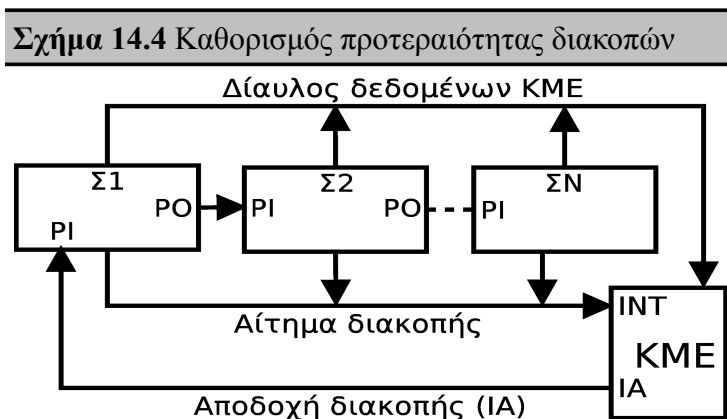 Σχήμα 14.4 Καθορισμός προτεραιότητας διακοπών
Δίαυλος δεδομένων ΚΜΕ
Σ1
Σ2
ΣΝ
PO
PI
PO
PI
PI
INT
Αίτημα διακοπής
ΚΜΕ
IA
Αποδοχή διακοπής (ΙΑ)